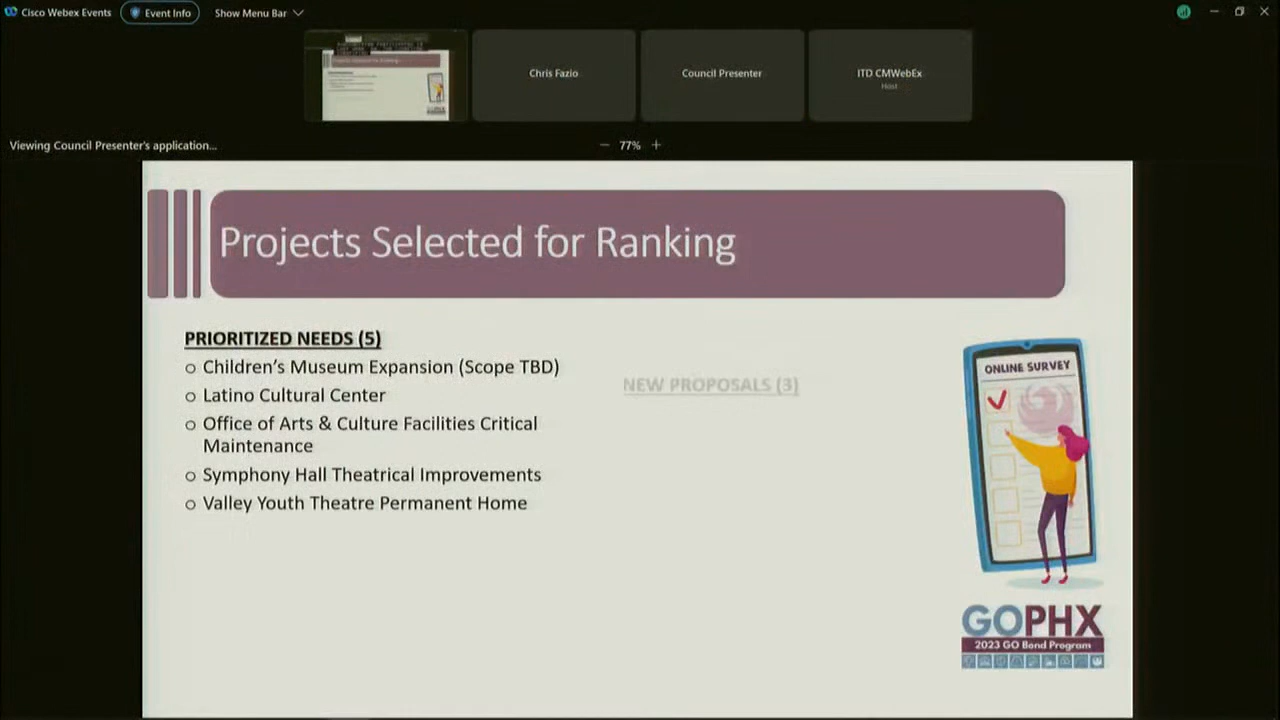 Cisco Webex Events
Event Info
Show Menu Bar
Chris Fazio
Council Presenter
ITD CMWebEx
Host
Viewing Council Presenter's application...
77%
Projects Selected for Ranking
PRIORITIZED NEEDS (5)
Children's Museum Expansion (Scope TBD)
Latino Cultural Center
Office of Arts & Culture Facilities Critical
Maintenance
Symphony Hall Theatrical Improvements
Valley Youth Theatre Permanent Home
NEW PROPOSALS (3)
ONLINE SURVEY
GOPHX
2023 GO Bond Program